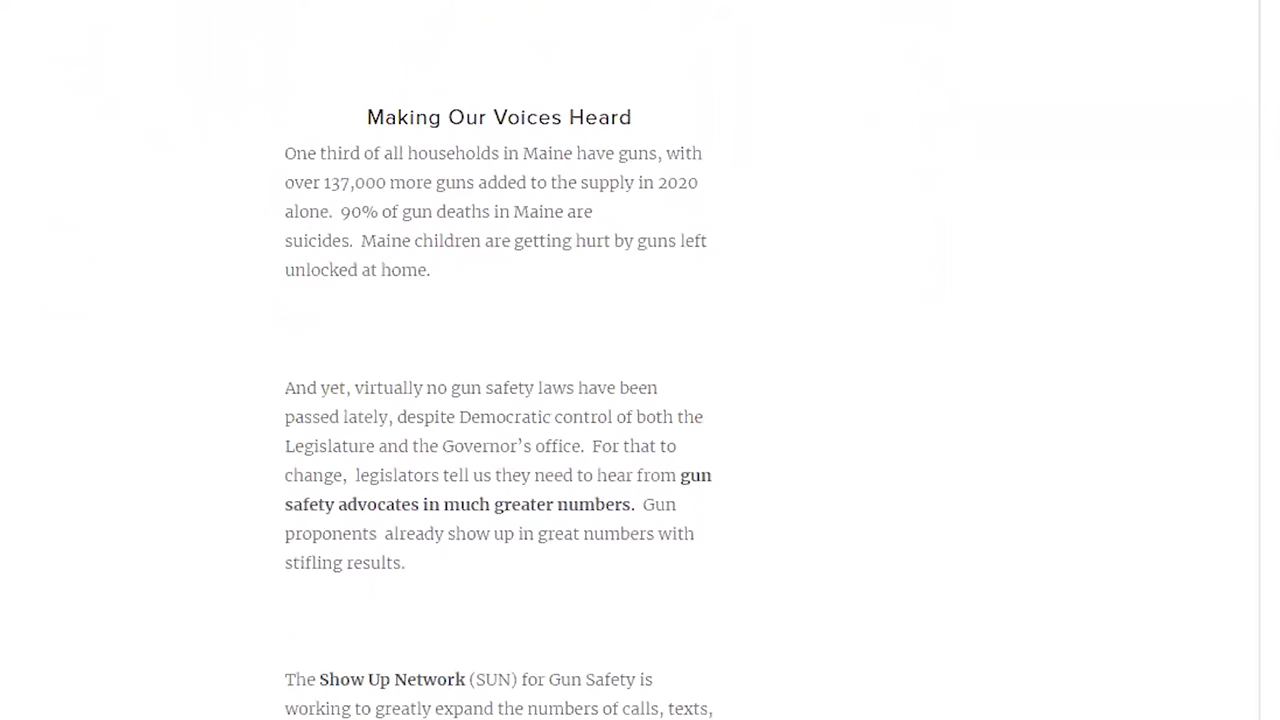 Making Our Voices Heard
One third of all households in Maine have guns, with
over 137,000 more guns added to the supply in 2020
alone.  90% of gun deaths in Maine are
suicides.  Maine children are getting hurt by guns left
unlocked at home.
And yet, virtually no gun safety laws have been
passed lately, despite Democratic control of both the
Legislature and the Governor’s office.  For that to
change,  legislators tell us they need to hear from gun
safety advocates in much greater numbers.  Gun
proponents  already show up in great numbers with
stifling results.
The Show Up Network (SUN) for Gun Safety is
working to greatly expand the numbers of calls, texts,